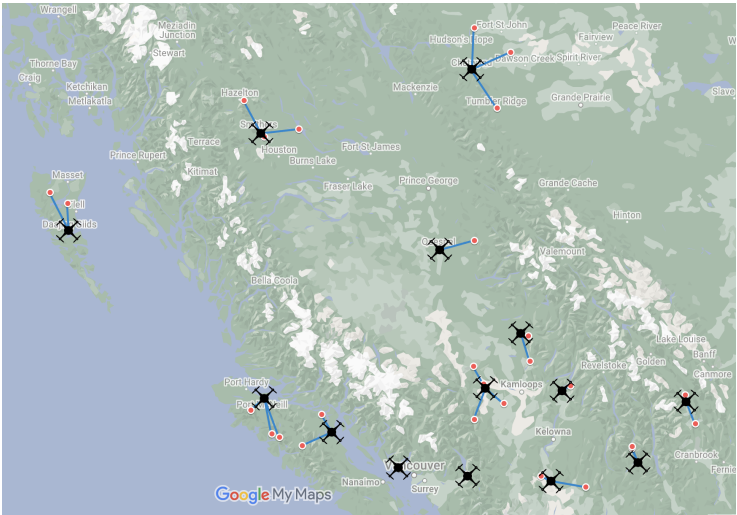 Wrangell
Meziadin
Junction
Stewart
Fort St John
Peace River
Hudson's Hope
Fairview
Thorne Bay
Dawson Creek
Spirit River
Craig
Ketchikan
Metlakatla
Hazelton
Mackenzie
Tumbler Ridge
Grande Prairie
Slave
Terrace
Houston
Fort St James
Prince Rupert
Burns Lake
Kitimat
Masset
Fraser Lake
Prince George
Grande Cache
Tlell
Hinton
Valemount
Bella Coola
Lake Louise
Banff
Revelstoke
Golden
Canmore
Port Hardy
Kamloops
Kelowna
Cranbrook
Vancouver
Fernie
Nanaimo
Surrey
Google My Maps